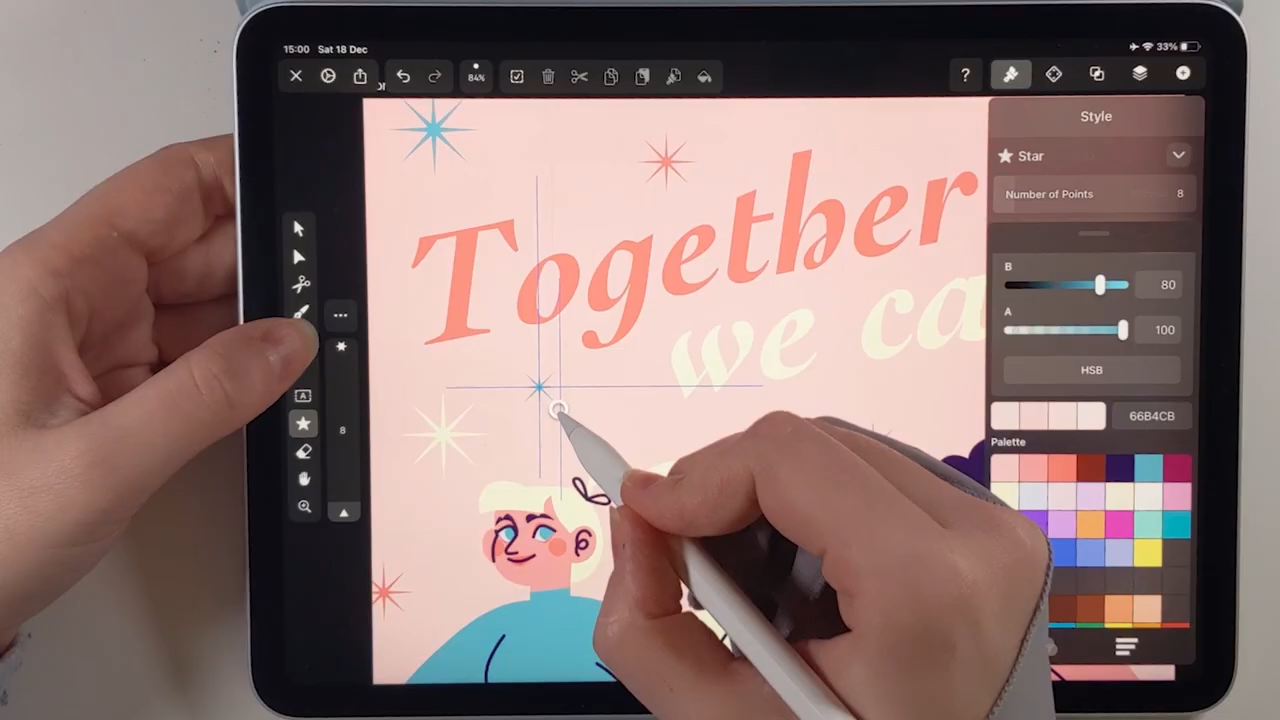 15:00 Sat 18 Dec
33%
84%
?
Style
Star
Number of Points 8
Together
we ca
B
80
A
100
HSB
66B4CB
Palette
A
8